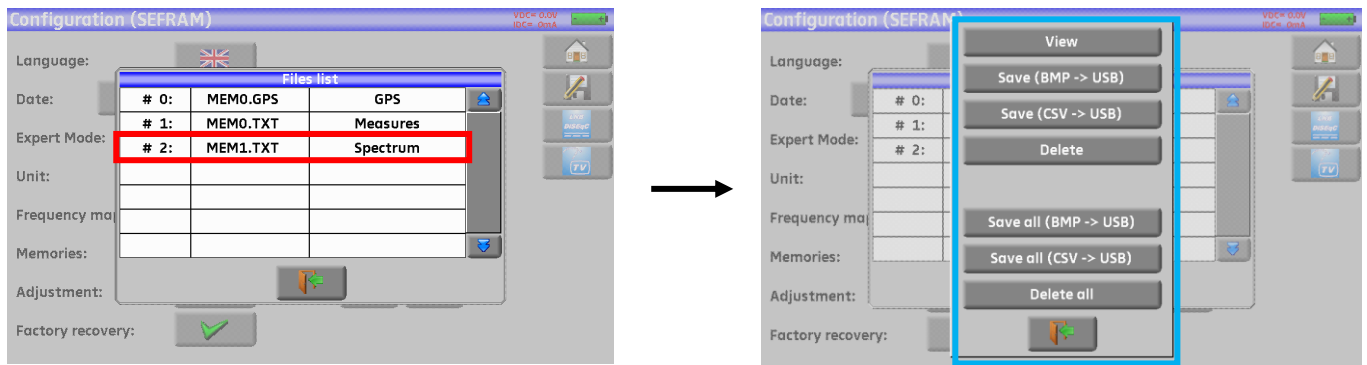 Configuration (SEFRAM)
VDC= 0.0V
IDC= 0mA
Language:
Files list
Date:
# 0: MEM0.GPS GPS
# 1: MEM0.TXT Measures
Expert Mode:
# 2: MEM1.TXT Spectrum
Unit:
Frequency ma
Memories:
Adjustment:
Factory recovery:
TV
Configuration (SEFRAM)
VDC= 0.0V
IDC= 0mA
View
Language:
Save (BMP -> USB)
Date:
# 0:
Save (CSV -> USB)
# 1:
Expert Mode:
# 2:
Delete
Unit:
Frequency ma
Save all (BMP -> USB)
Memories:
Save all (CSV -> USB)
Adjustment:
Delete all
Factory recovery:
TV